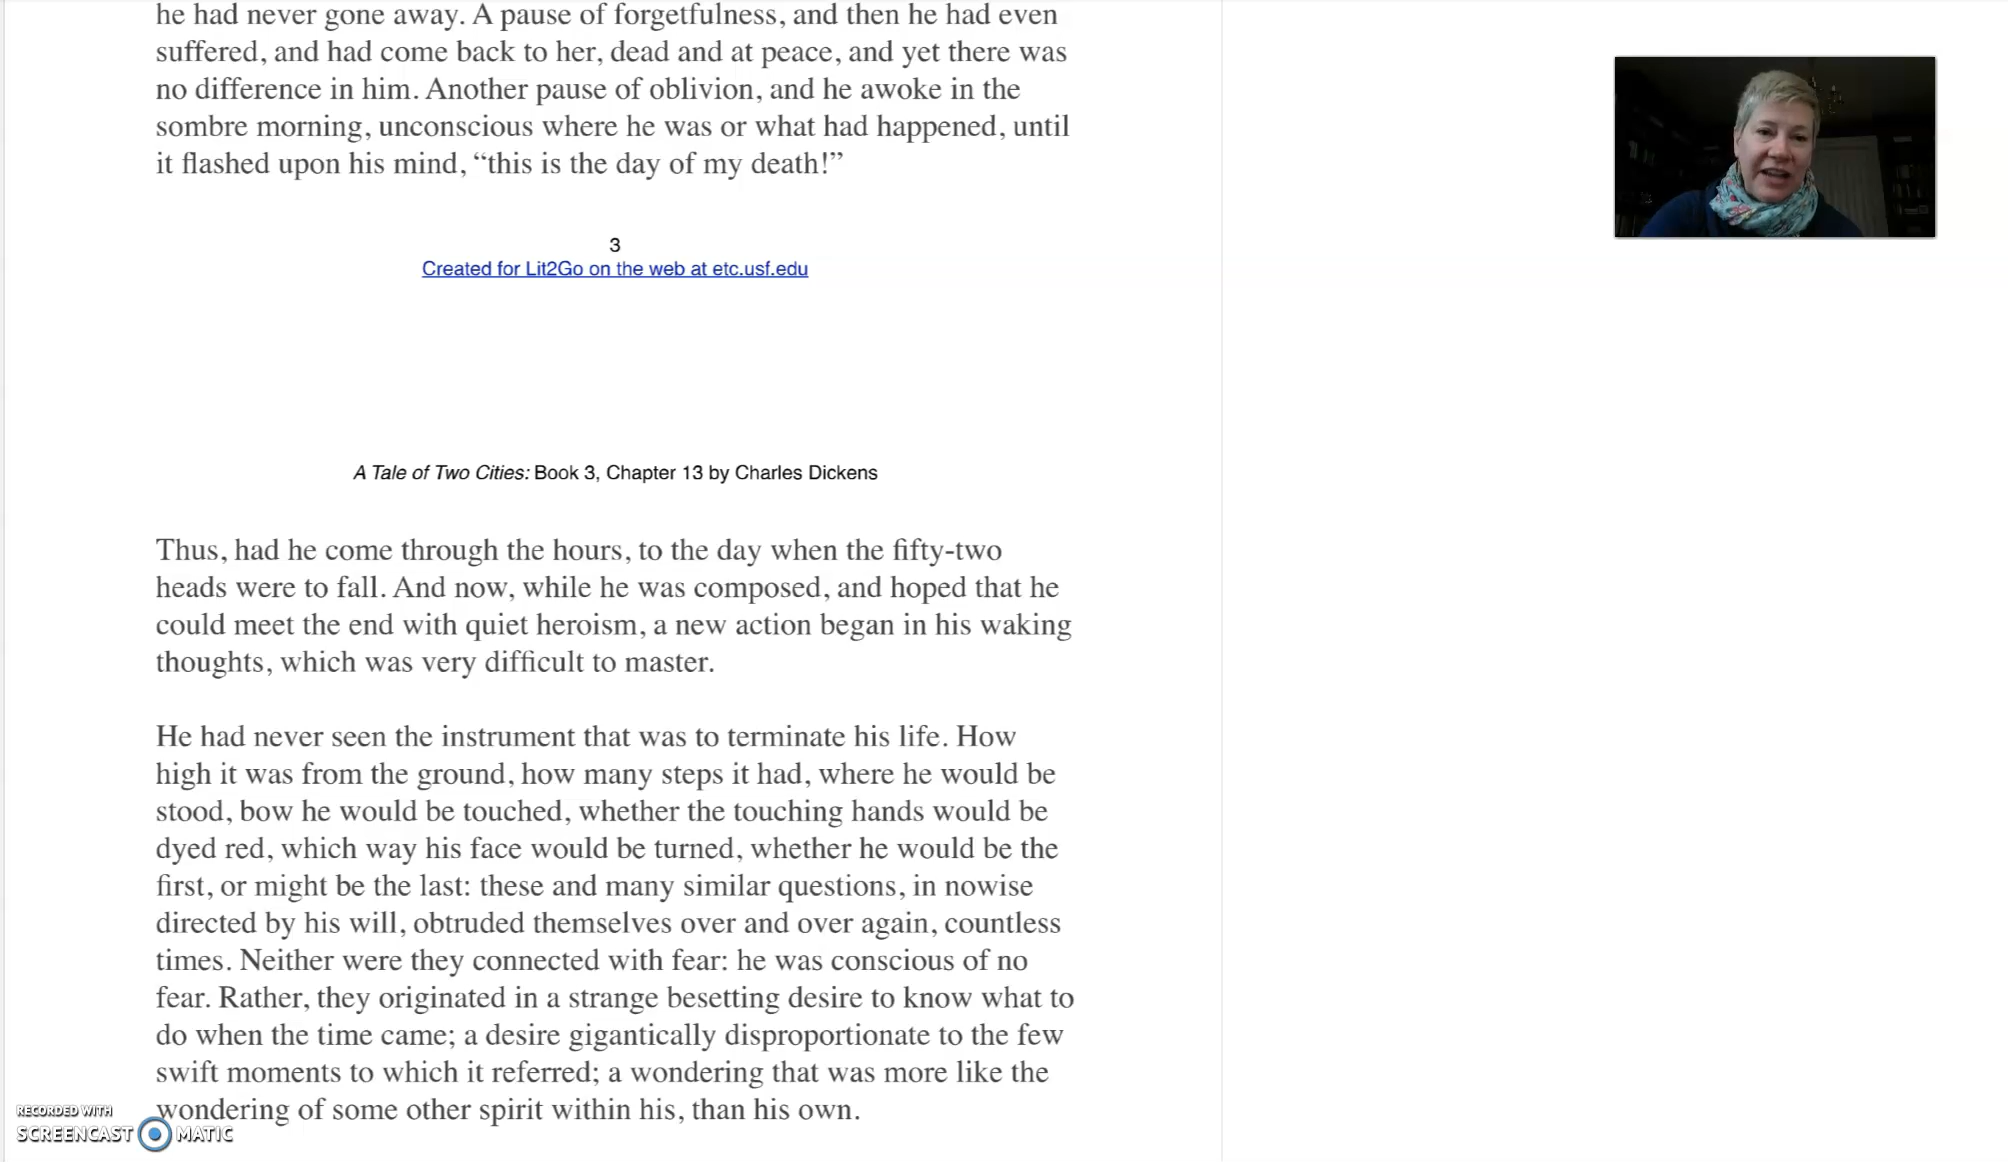 he had never gone away. A pause of forgetfulness, and then he had even
suffered, and had come back to her, dead and at peace, and yet there was
no difference in him. Another pause of oblivion, and he awoke in the
sombre morning, unconscious where he was or what had happened, until
it flashed upon his mind, “this is the day of my death!”
3
Created for Lit2Go on the web at etc.usf.edu
A Tale of Two Cities: Book 3, Chapter 13 by Charles Dickens
Thus, had he come through the hours, to the day when the fifty-two
heads were to fall. And now, while he was composed, and hoped that he
could meet the end with quiet heroism, a new action began in his waking
thoughts, which was very difficult to master.
He had never seen the instrument that was to terminate his life. How
high it was from the ground, how many steps it had, where he would be
stood, bow he would be touched, whether the touching hands would be
dyed red, which way his face would be turned, whether he would be the
first, or might be the last: these and many similar questions, in nowise
directed by his will, obtruded themselves over and over again, countless
times. Neither were they connected with fear: he was conscious of no
fear. Rather, they originated in a strange besetting desire to know what to
do when the time came; a desire gigantically disproportionate to the few
swift moments to which it referred; a wondering that was more like the
wondering of some other spirit within his, than his own.
RECORDED WITH
SCREENCAST MATIC